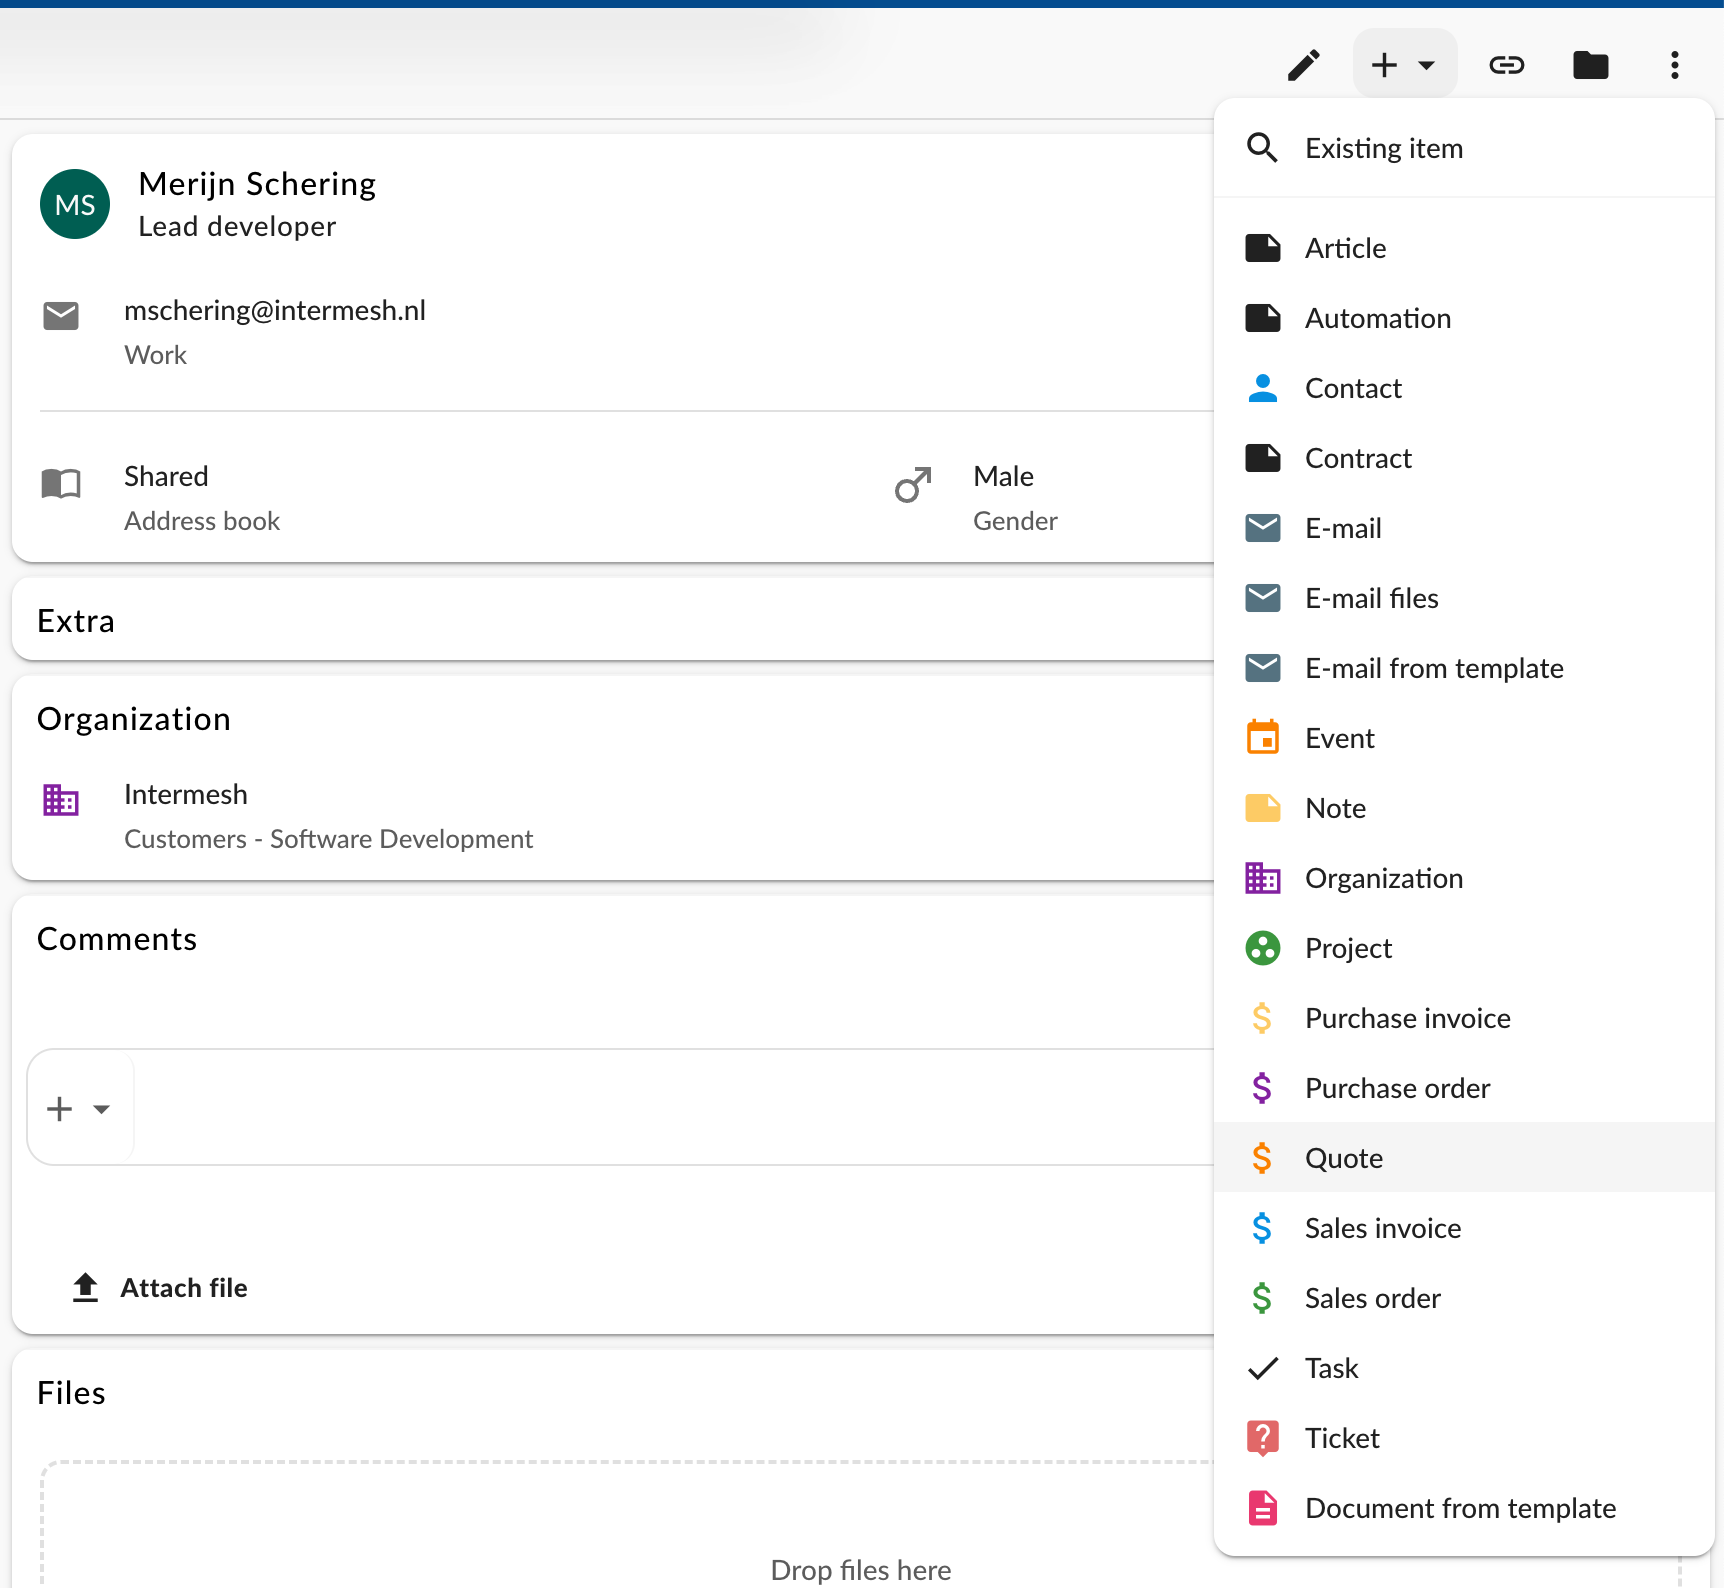 MS
Merijn Schering
Lead developer
mschering@intermesh.nl
Work
Shared
Address book
Male
Gender
Extra
Organization
Intermesh
Customers - Software Development
Comments
Attach file
Files
Drop files here
Existing item
Article
Automation
Contact
Contract
E-mail
E-mail files
E-mail from template
Event
Note
Organization
Project
Purchase invoice
Purchase order
Quote
Sales invoice
Sales order
Task
Ticket
Document from template